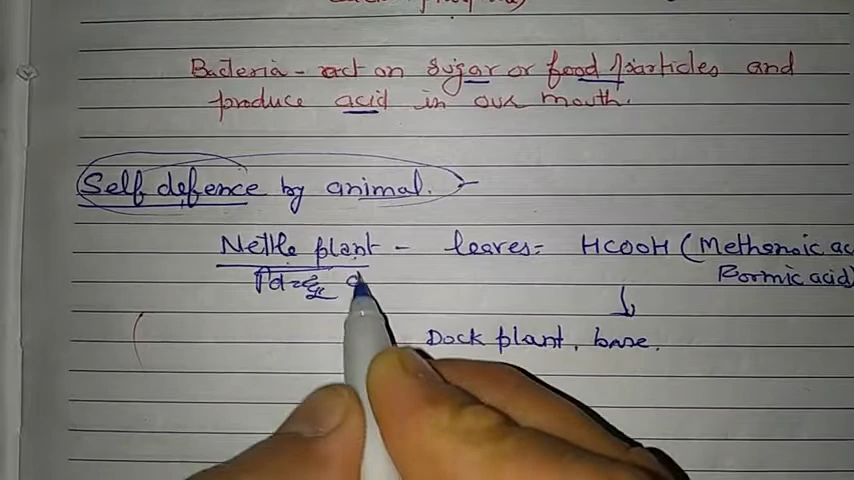 Bacteria - act on sugar or food particles and
produce acid in our mouth.
Self defence by animal.
Nettle plant - leaves = HCOOH (Methenoic ac
Formic acid)
Dock plant, base.